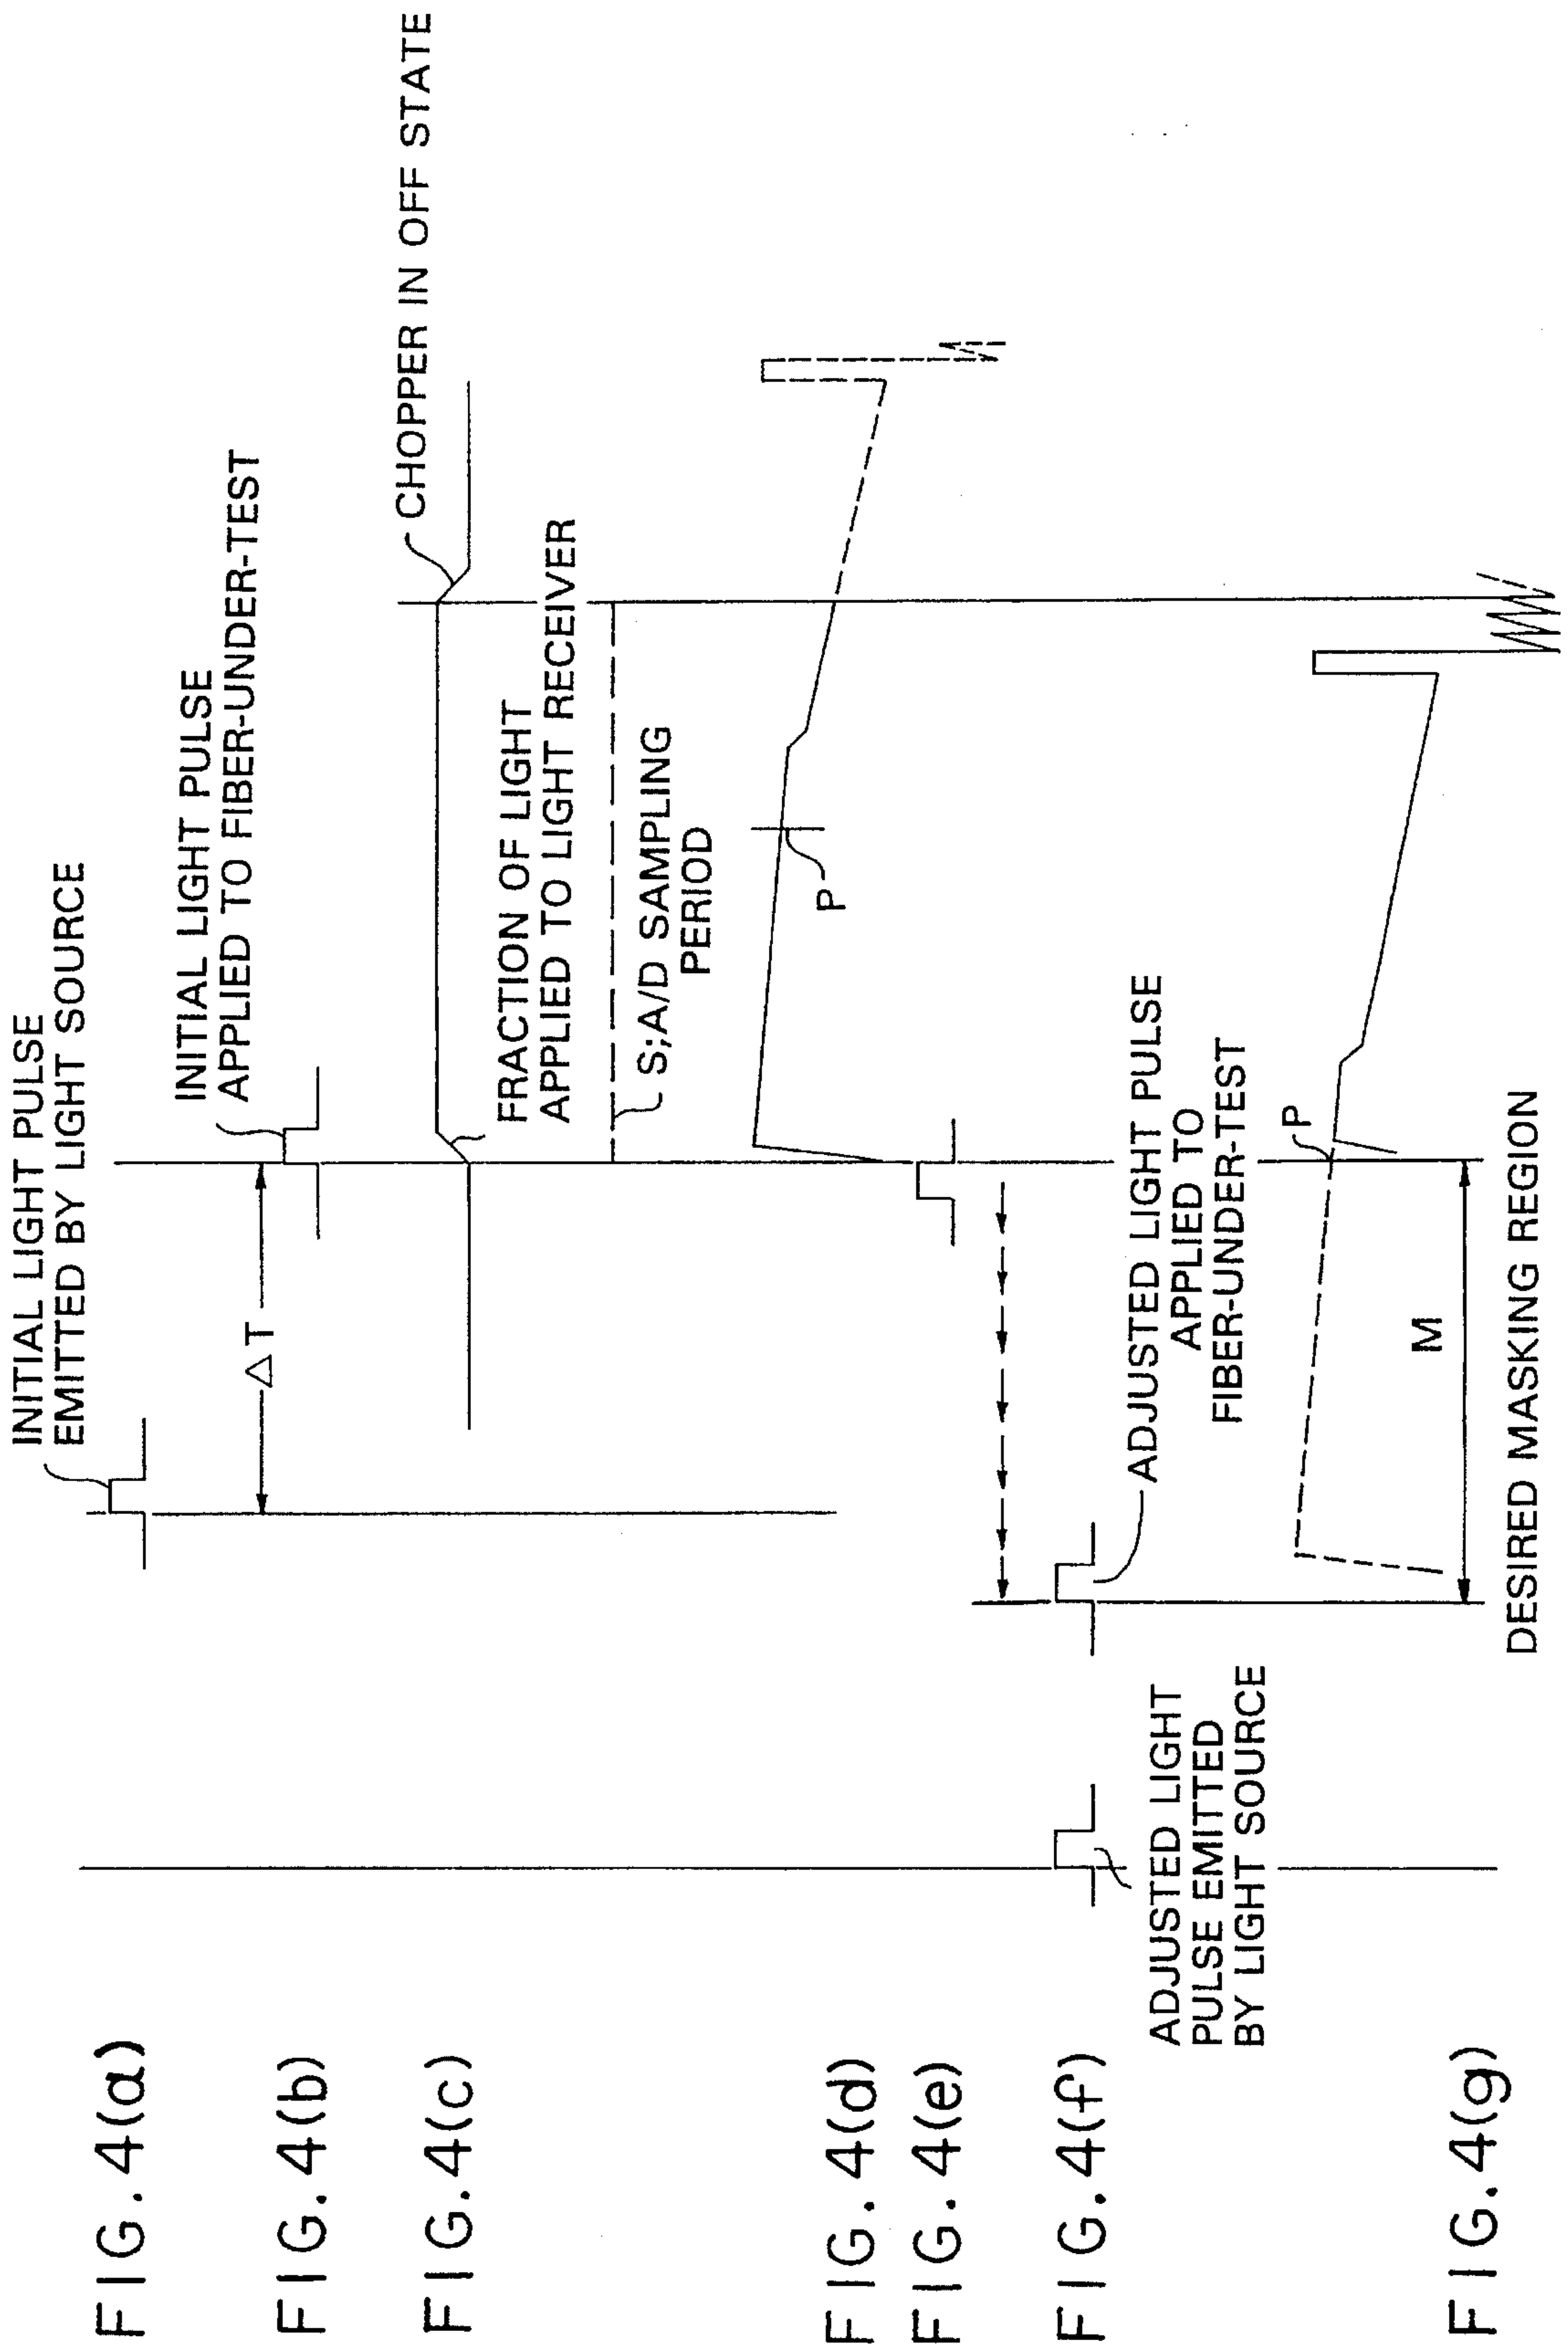 FIG. 4(a)
INITIAL LIGHT PULSE
EMITTED BY LIGHT SOURCE
FIG. 4(b)
△T
INITIAL LIGHT PULSE
APPLIED TO FIBER-UNDER-TEST
FIG. 4(c)
CHOPPER IN OFF STATE
FRACTION OF LIGHT
APPLIED TO LIGHT RECEIVER
S;A/D SAMPLING
PERIOD
FIG. 4(d)
P
FIG. 4(e)
FIG. 4(f)
ADJUSTED LIGHT
PULSE EMITTED
BY LIGHT SOURCE
ADJUSTED LIGHT PULSE
APPLIED TO
FIBER-UNDER-TEST
FIG. 4(g)
P
M
DESIRED MASKING REGION